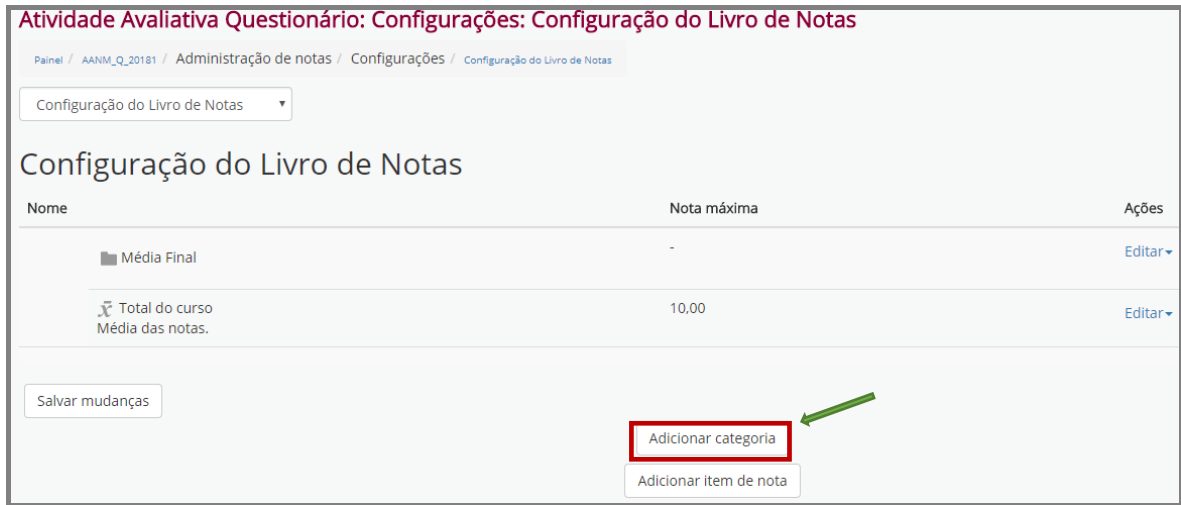 Atividade Avaliativa Questionário: Configurações: Configuração do Livro de Notas
Painel / AANM_Q_20181 / Administração de notas / Configurações / Configuração do Livro de Notas
Configuração do Livro de Notas
Configuração do Livro de Notas
Nome Nota máxima Ações
Média Final - Editar
x̄ Total do curso 10,00 Editar
Média das notas.
Salvar mudanças
Adicionar categoria
Adicionar item de nota